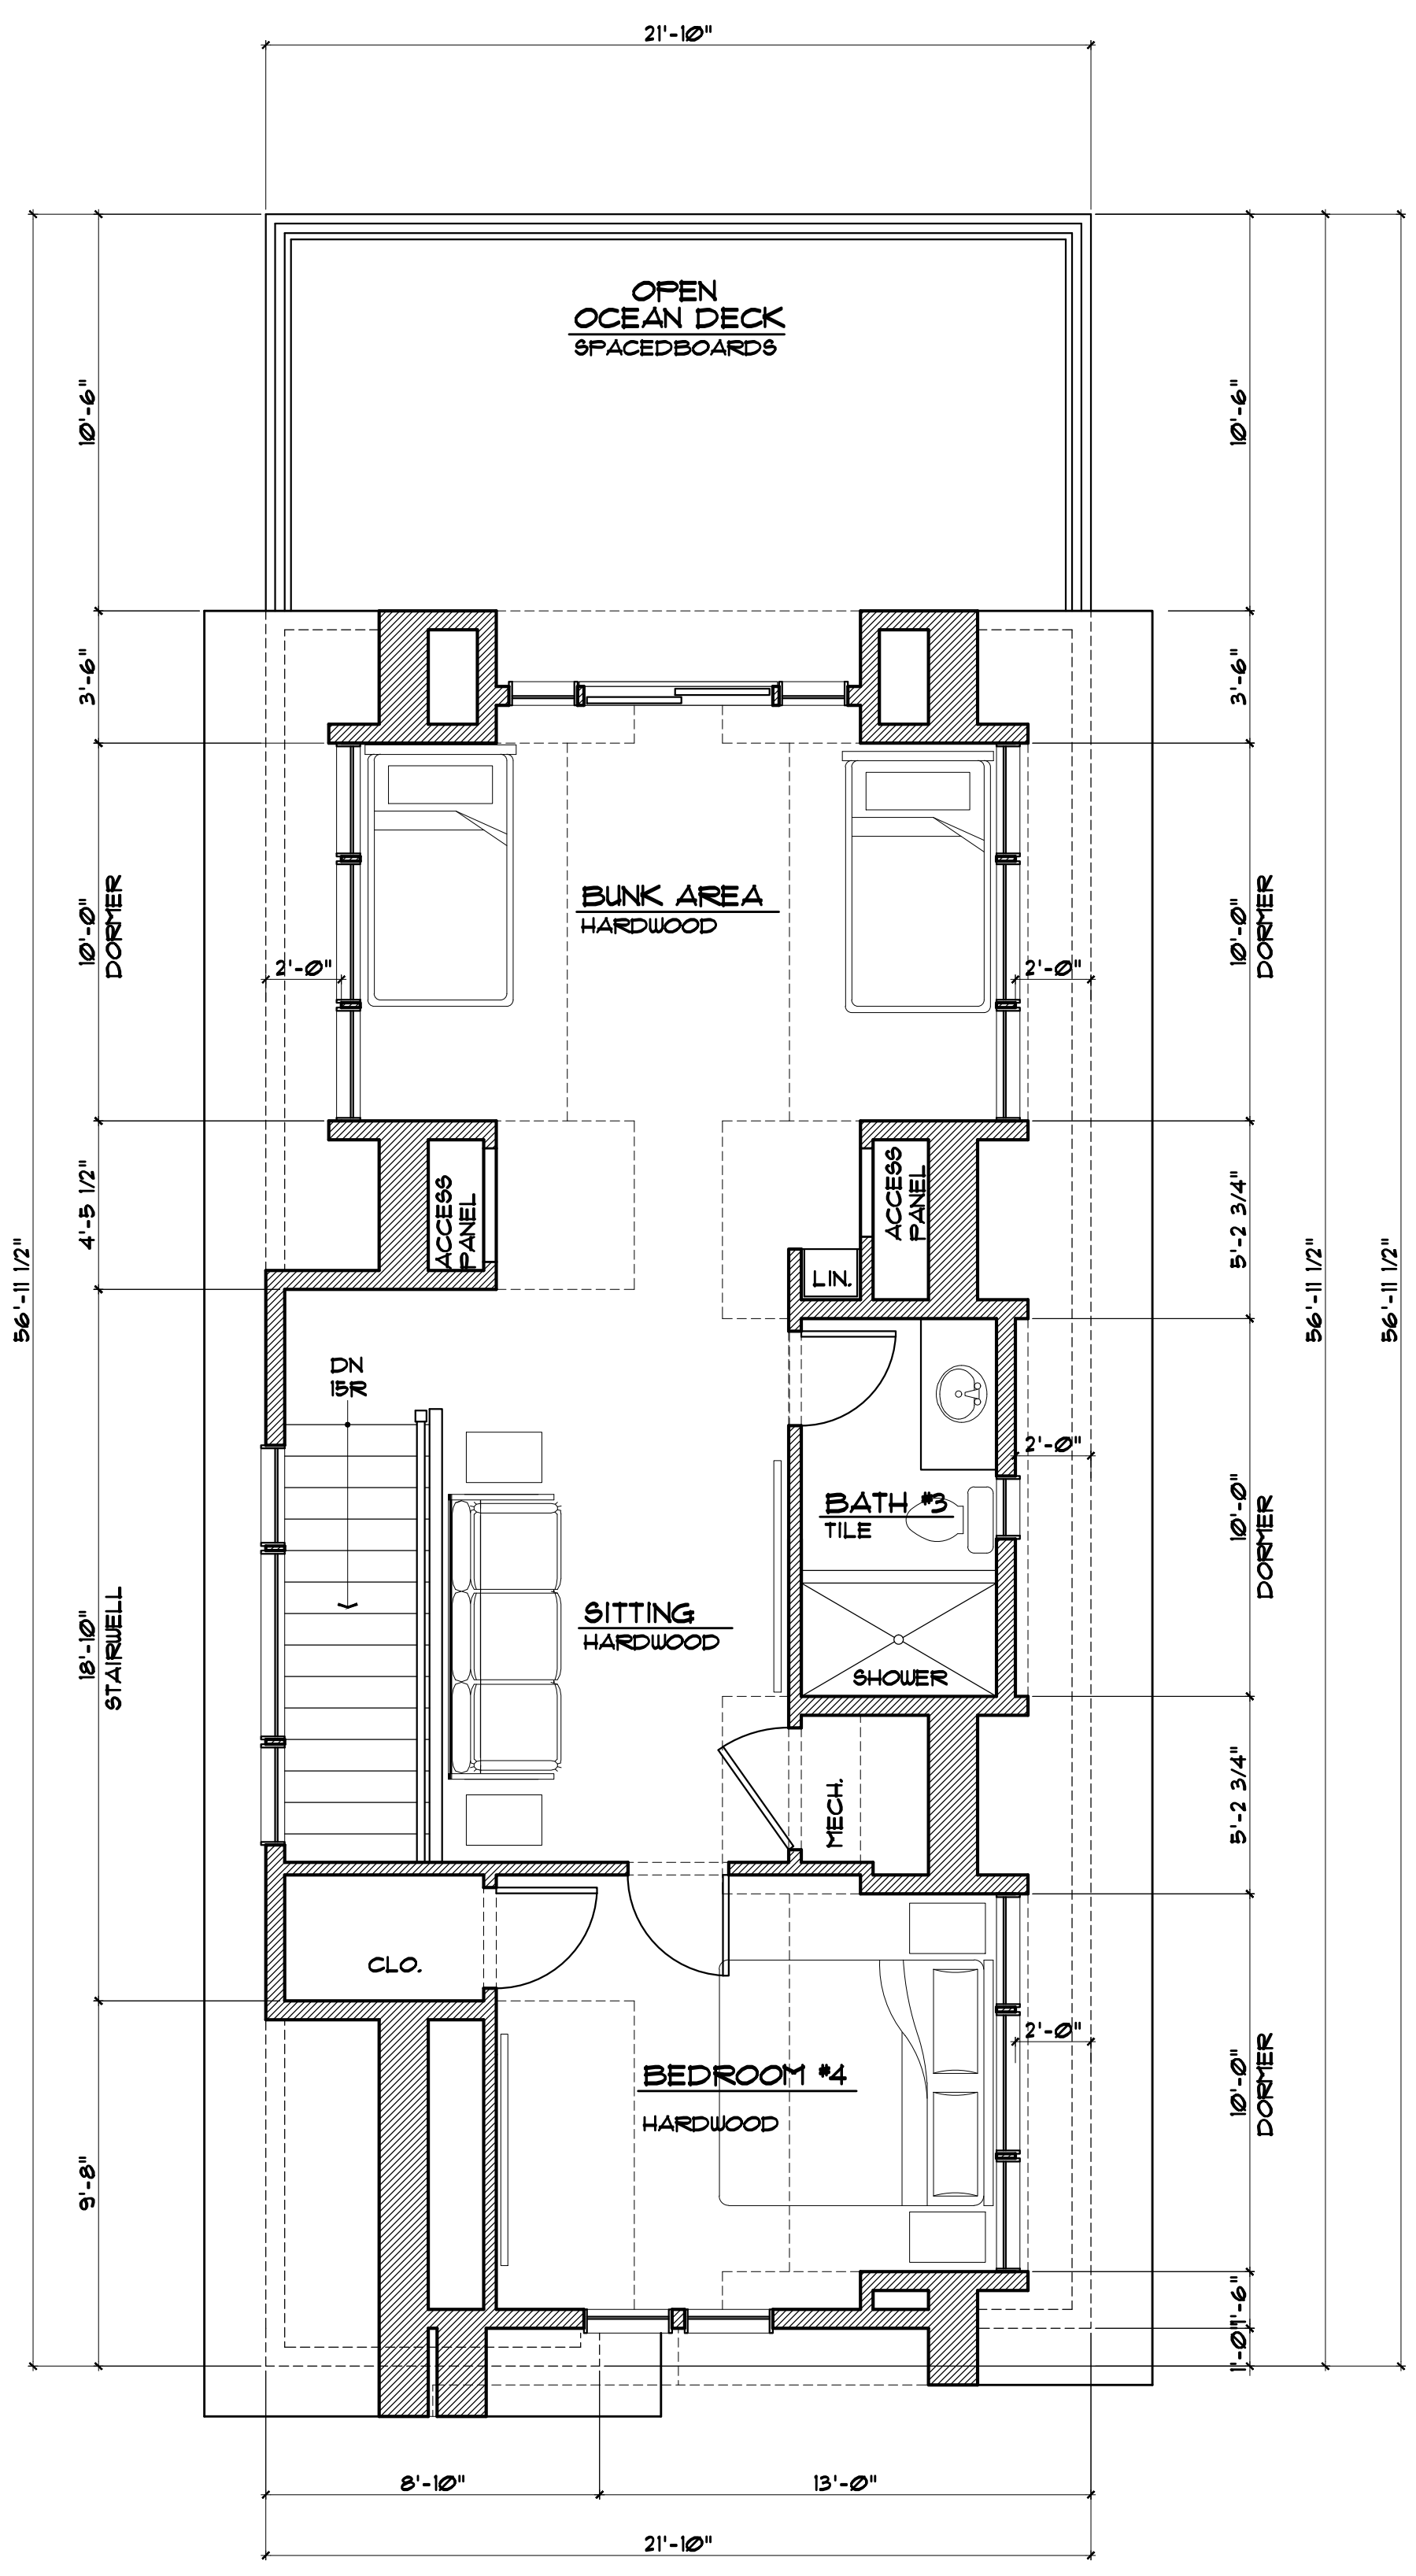 21'-10"
OPEN
OCEAN DECK
SPACEDBOARDS
10'-6"
10'-6"
3'-6"
3'-6"
10'-0"
DORMER
BUNK AREA
HARDWOOD
10'-0"
DORMER
2'-0"
2'-0"
4'-5 1/2"
ACCESS
PANEL
ACCESS
PANEL
5'-2 3/4"
56'-11 1/2"
56'-11 1/2"
56'-11 1/2"
LIN.
DN
15R
2'-0"
BATH #3
TILE
10'-0"
DORMER
18'-10"
STAIRWELL
SITTING
HARDWOOD
SHOWER
MECH.
5'-2 3/4"
CLO.
2'-0"
BEDROOM #4
HARDWOOD
10'-0"
DORMER
9'-8"
1'-6"
1'-0"
8'-10"
13'-0"
21'-10"